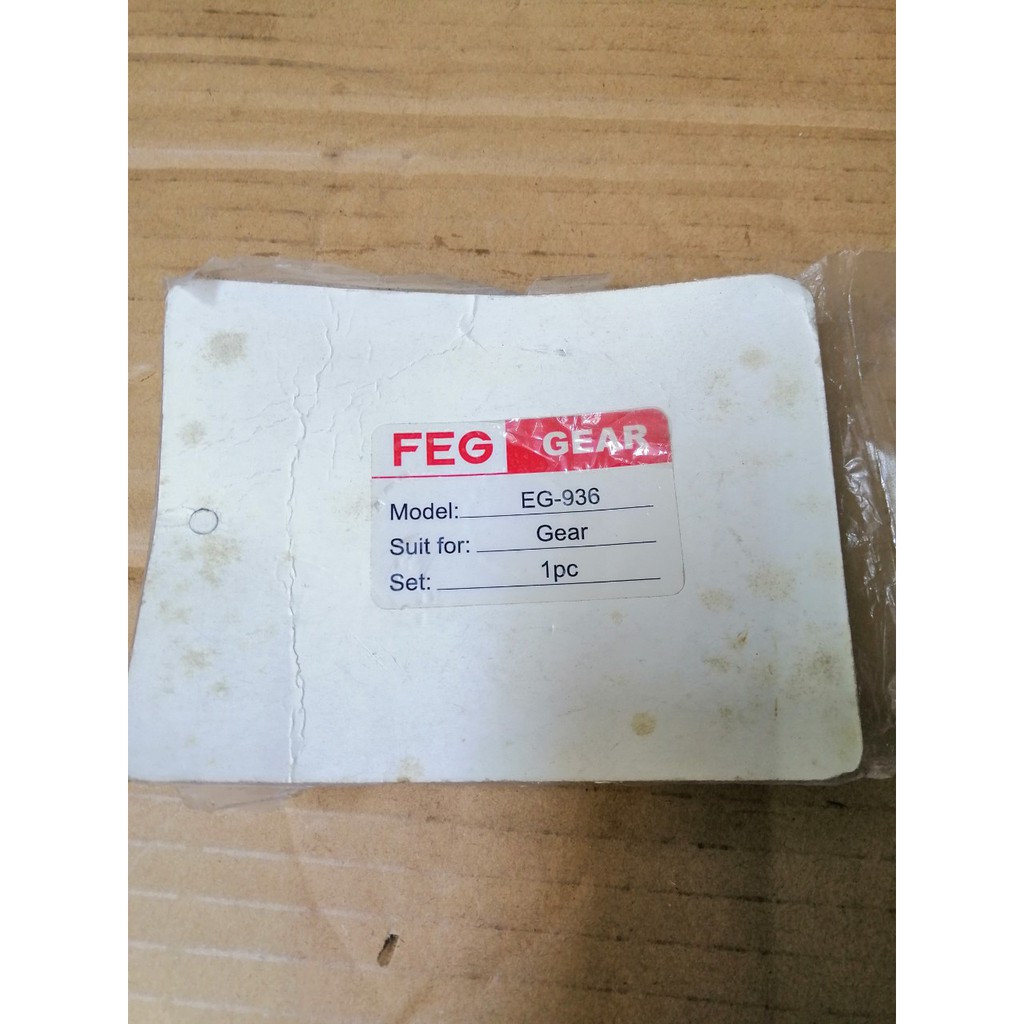 FEG GEAR
Model: EG-936
Suit for: Gear
Set: 1pc